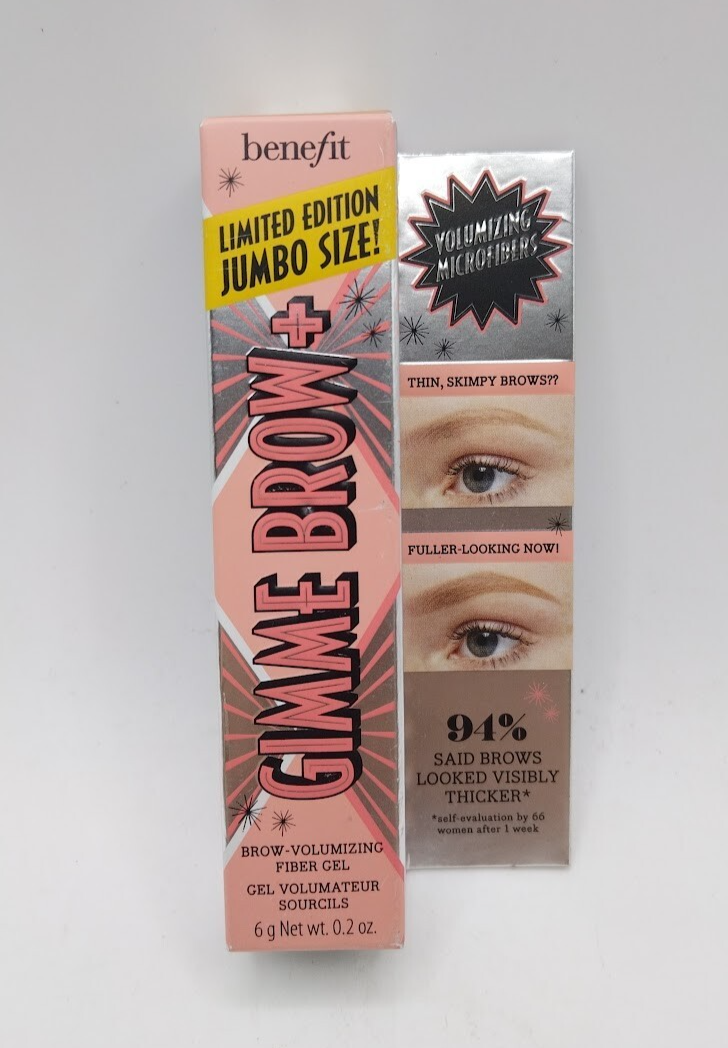 benefit
LIMITED EDITION
JUMBO SIZE!
GIMME BROW+
BROW-VOLUMIZING
FIBER GEL
GEL VOLUMATEUR
SOURCILS
6 g Net wt. 0.2 oz.
VOLUMIZING
MICROFIBERS
THIN, SKIMPY BROWS??
FULLER-LOOKING NOW!
94%
SAID BROWS
LOOKED VISIBLY
THICKER*
*self-evaluation by 66
women after 1 week